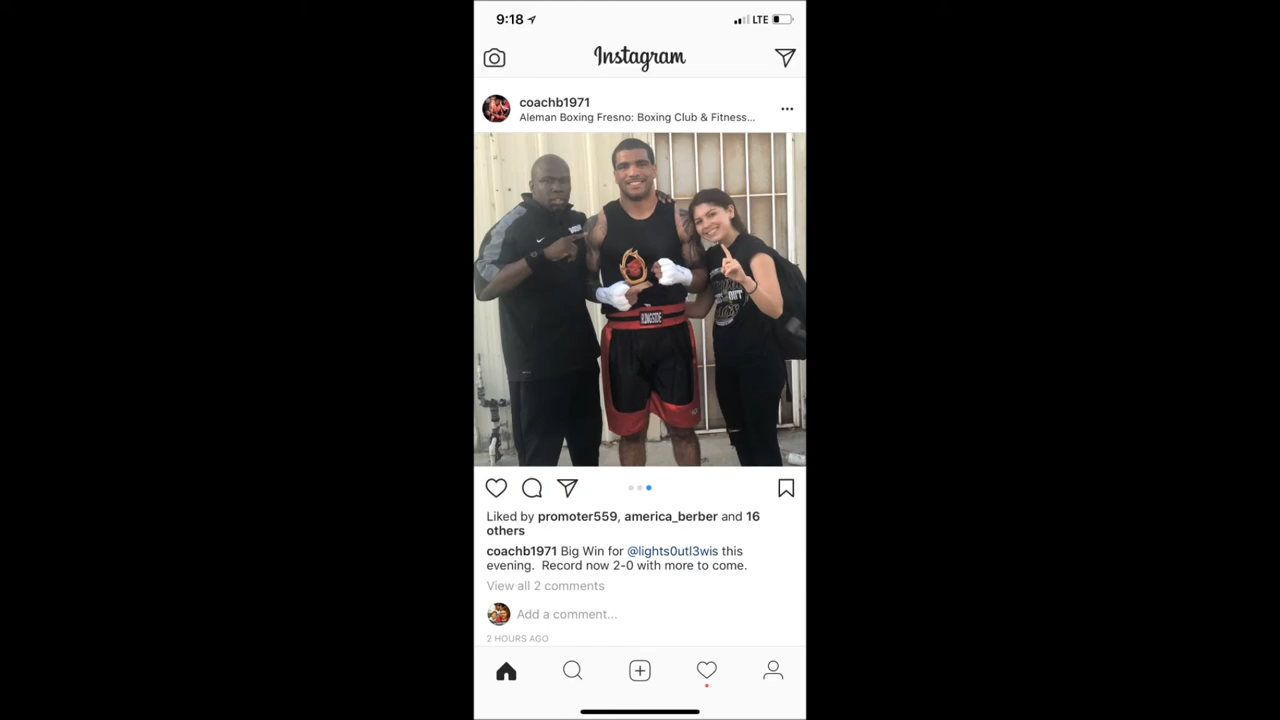 9:18
LTE
Instagram
coachb1971
Aleman Boxing Fresno: Boxing Club & Fitness...
RINGSIDE
OUT
Liked by promoter559, america_berber and 16
others
coachb1971 Big Win for @lights0utl3wis this
evening.  Record now 2-0 with more to come.
View all 2 comments
Add a comment...
2 HOURS AGO